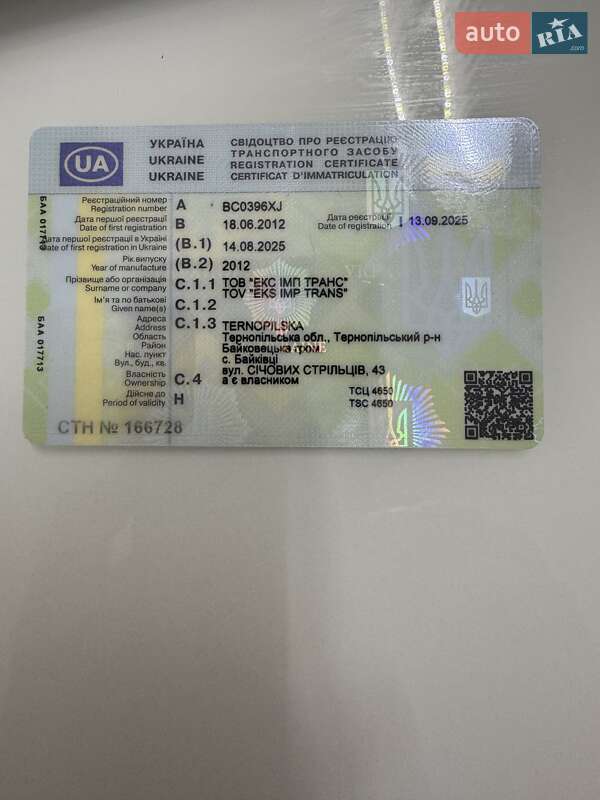 auto RIA .com
УКРАЇНА
UKRAINE
UKRAINE
СВІДОЦТВО ПРО РЕЄСТРАЦІЮ
ТРАНСПОРТНОГО ЗАСОБУ
REGISTRATION CERTIFICATE
CERTIFICAT D'IMMATRICULATION
UA
Реєстраційний номер
Registration number
A
BC0396XJ
Дата першої реєстрації
Date of first registration
B
18.06.2012
Дата реєстрації
Date of registration
I
13.09.2025
Дата першої реєстрації в Україні
Date of first registration in Ukraine
(B.1)
14.08.2025
Рік випуску
Year of manufacture
(B.2)
2012
Прізвище або організація
Surname or company
C.1.1
ТОВ "ЕКС ІМП ТРАНС"
TOV "EKS IMP TRANS"
Ім'я та по батькові
Given name(s)
C.1.2
Адреса
Address
C.1.3
TERNOPILSKA
Область
Тернопільська обл., Тернопільський р-н
Район
Байковецька грома
Нас. пункт
с. Байківці
Вул., буд., кв.
вул. СІЧОВИХ СТРІЛЬЦІВ, 43
Власність
Ownership
C.4
а є власником
Дійсне до
Period of validity
H
ТСЦ 4650
TSC 4650
СТН № 166728
БАА 017713
БАА 017713